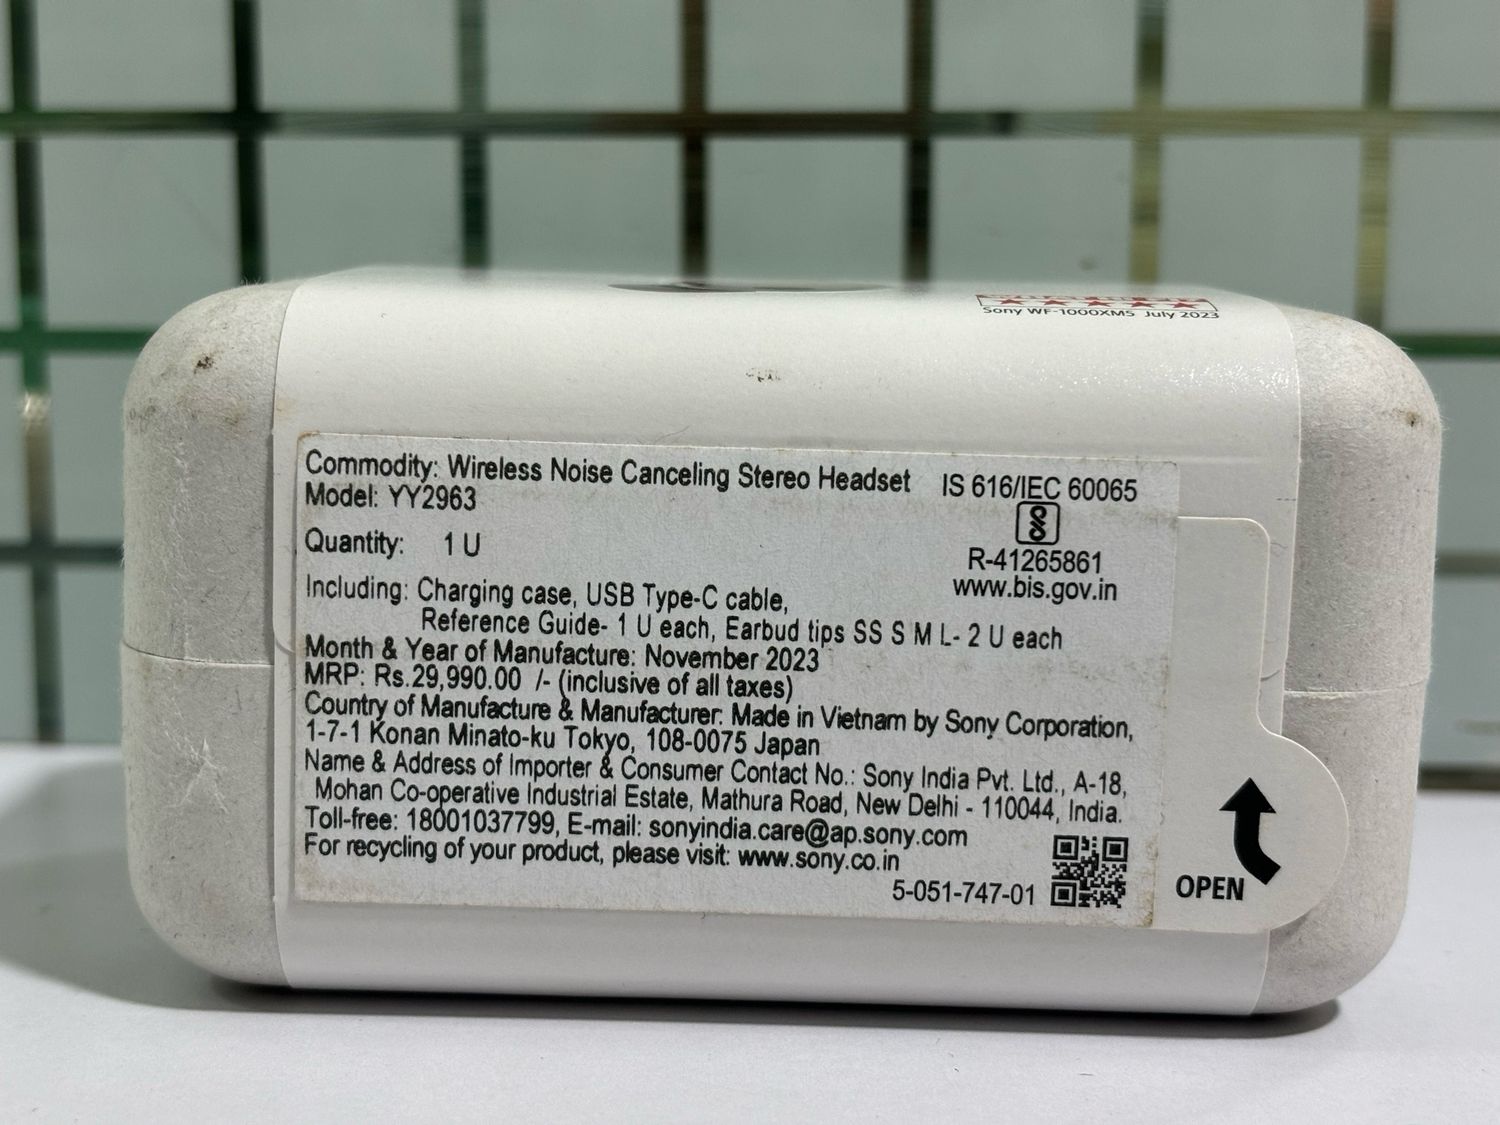 Sony WF-1000XM5 July 2023
Commodity: Wireless Noise Canceling Stereo Headset
IS 616/IEC 60065
Model: YY2963
R-41265861
www.bis.gov.in
Quantity: 1 U
Including: Charging case, USB Type-C cable,
Reference Guide- 1 U each, Earbud tips SS S M L- 2 U each
Month & Year of Manufacture: November 2023
MRP: Rs.29,990.00 /- (inclusive of all taxes)
Country of Manufacture & Manufacturer: Made in Vietnam by Sony Corporation,
1-7-1 Konan Minato-ku Tokyo, 108-0075 Japan
Name & Address of Importer & Consumer Contact No.: Sony India Pvt. Ltd., A-18,
Mohan Co-operative Industrial Estate, Mathura Road, New Delhi - 110044, India.
Toll-free: 18001037799, E-mail: sonyindia.care@ap.sony.com
For recycling of your product, please visit: www.sony.co.in
5-051-747-01
OPEN